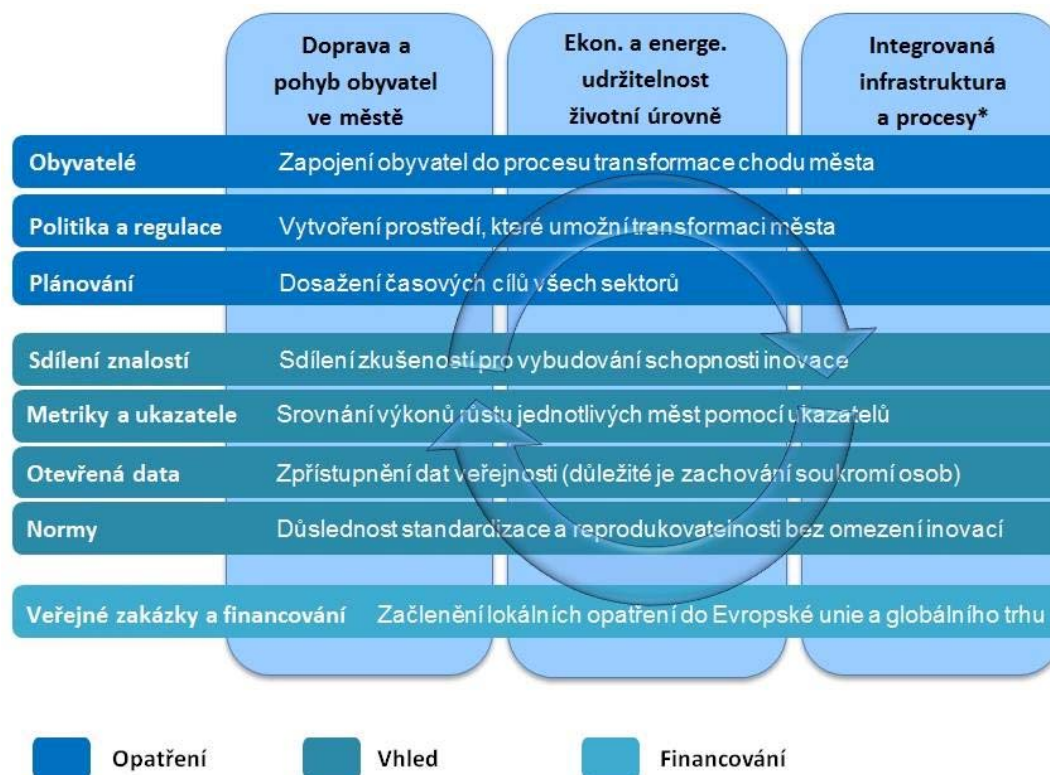 Doprava a
pohyb obyvatel
ve městě
Ekon. a energe.
udržitelnost
životní úrovně
Integrovaná
infrastruktura
a procesy*
Obyvatelé Zapojení obyvatel do procesu transformace chodu města
Politika a regulace Vytvoření prostředí, které umožní transformaci města
Plánování Dosažení časových cílů všech sektorů
Sdílení znalostí Sdílení zkušeností pro vybudování schopnosti inovace
Metriky a ukazatele Srovnání výkonů růstu jednotlivých měst pomocí ukazatelů
Otevřená data Zpřístupnění dat veřejnosti (důležité je zachování soukromí osob)
Normy Důslednost standardizace a reprodukovatelnosti bez omezení inovací
Veřejné zakázky a financování Začlenění lokálních opatření do Evropské unie a globálního trhu
Opatření Vhled Financování